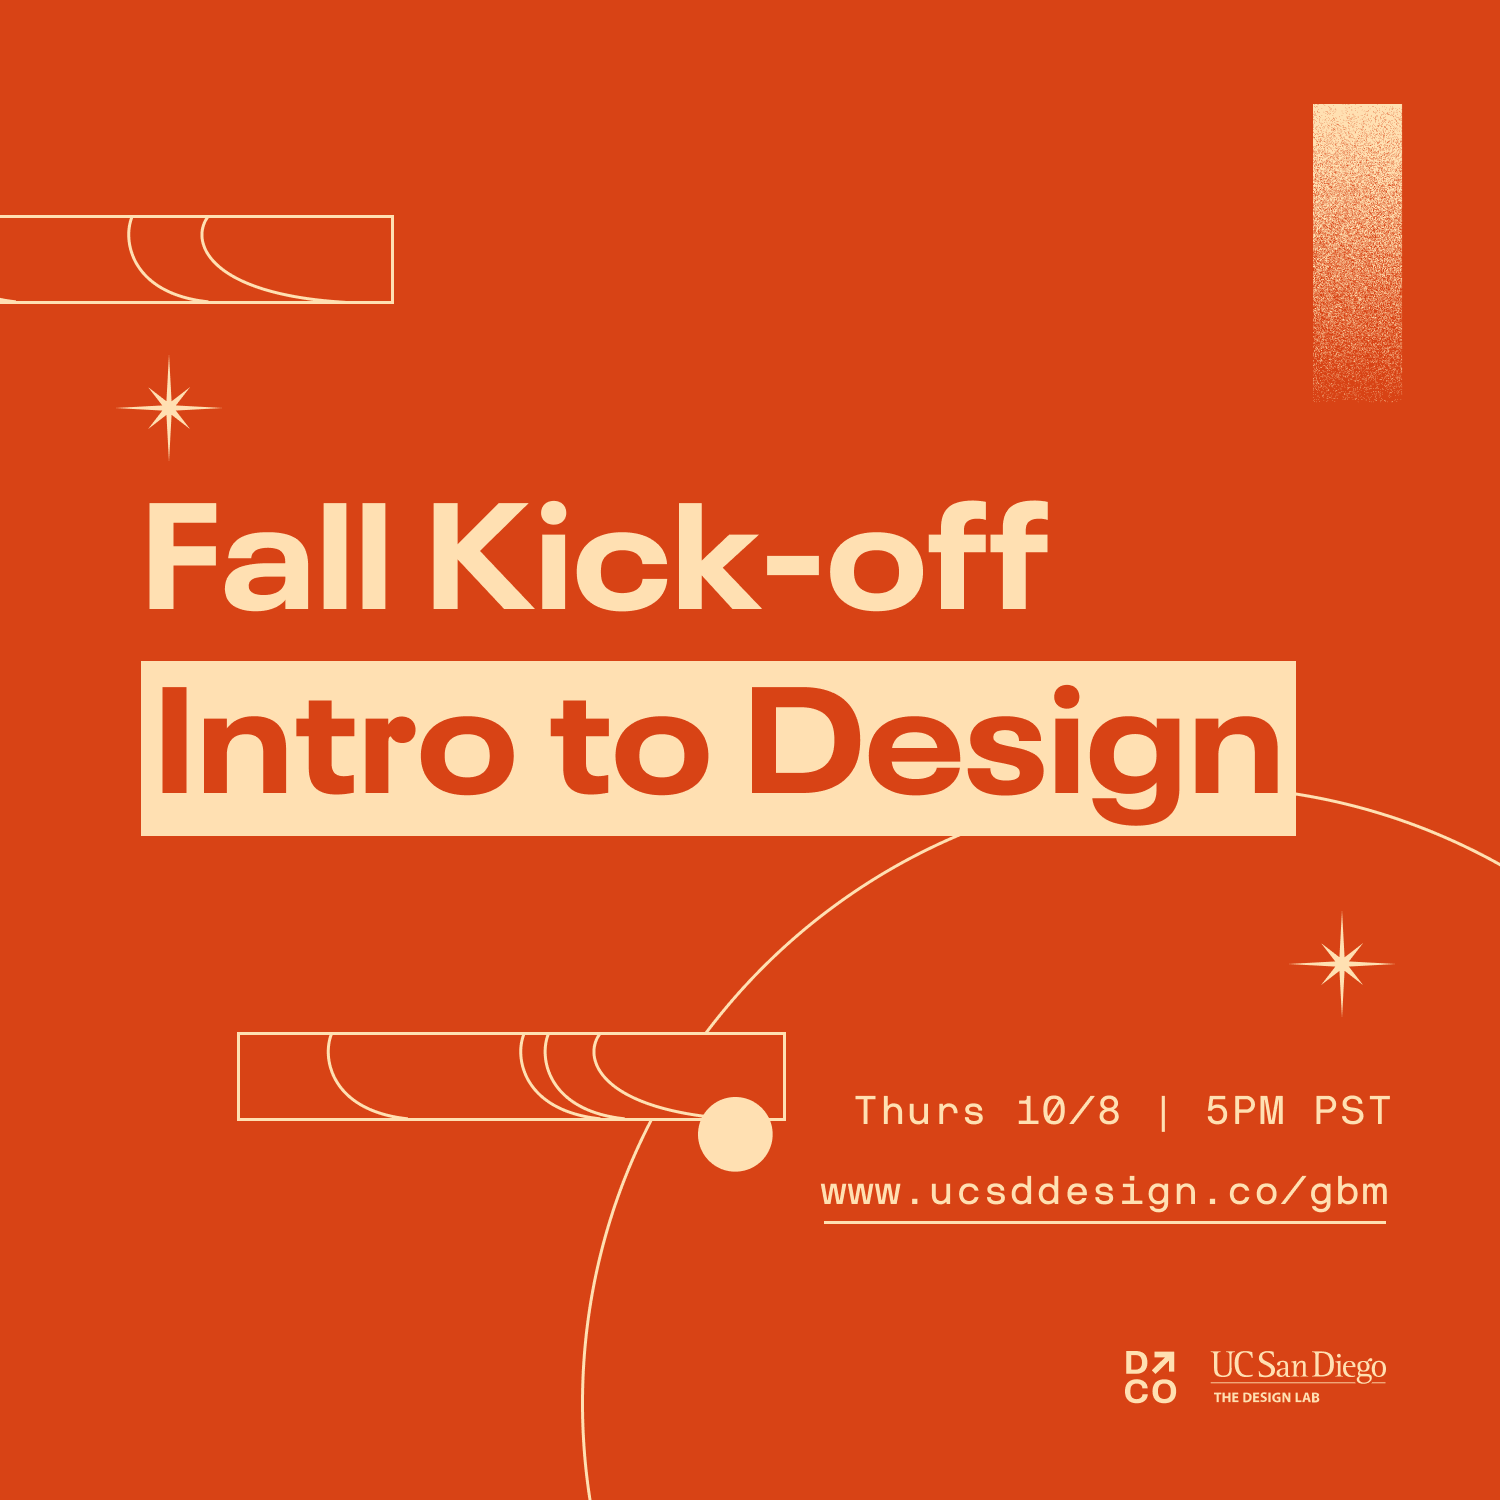 Fall Kick-off
Intro to Design
Thurs 10/8 | 5PM PST
www.ucsddesign.co/gbm
D↗
CO
UC San Diego
THE DESIGN LAB